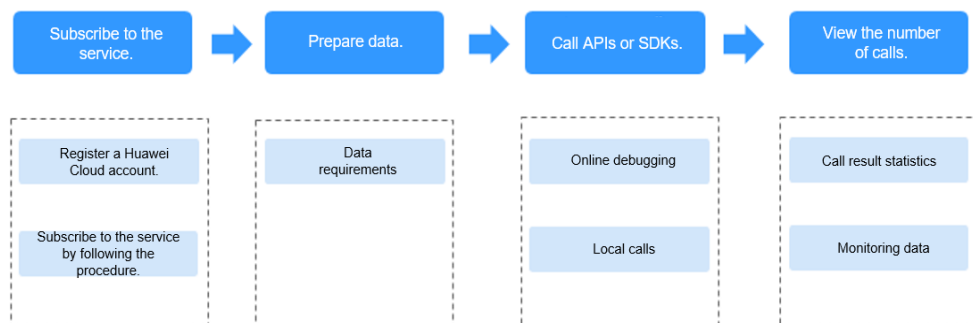 Subscribe to the
service.
Prepare data.
Call APIs or SDKs.
View the number
of calls.
Register a Huawei
Cloud account.
Subscribe to the service
by following the
procedure.
Data
requirements
Online debugging
Local calls
Call result statistics
Monitoring data